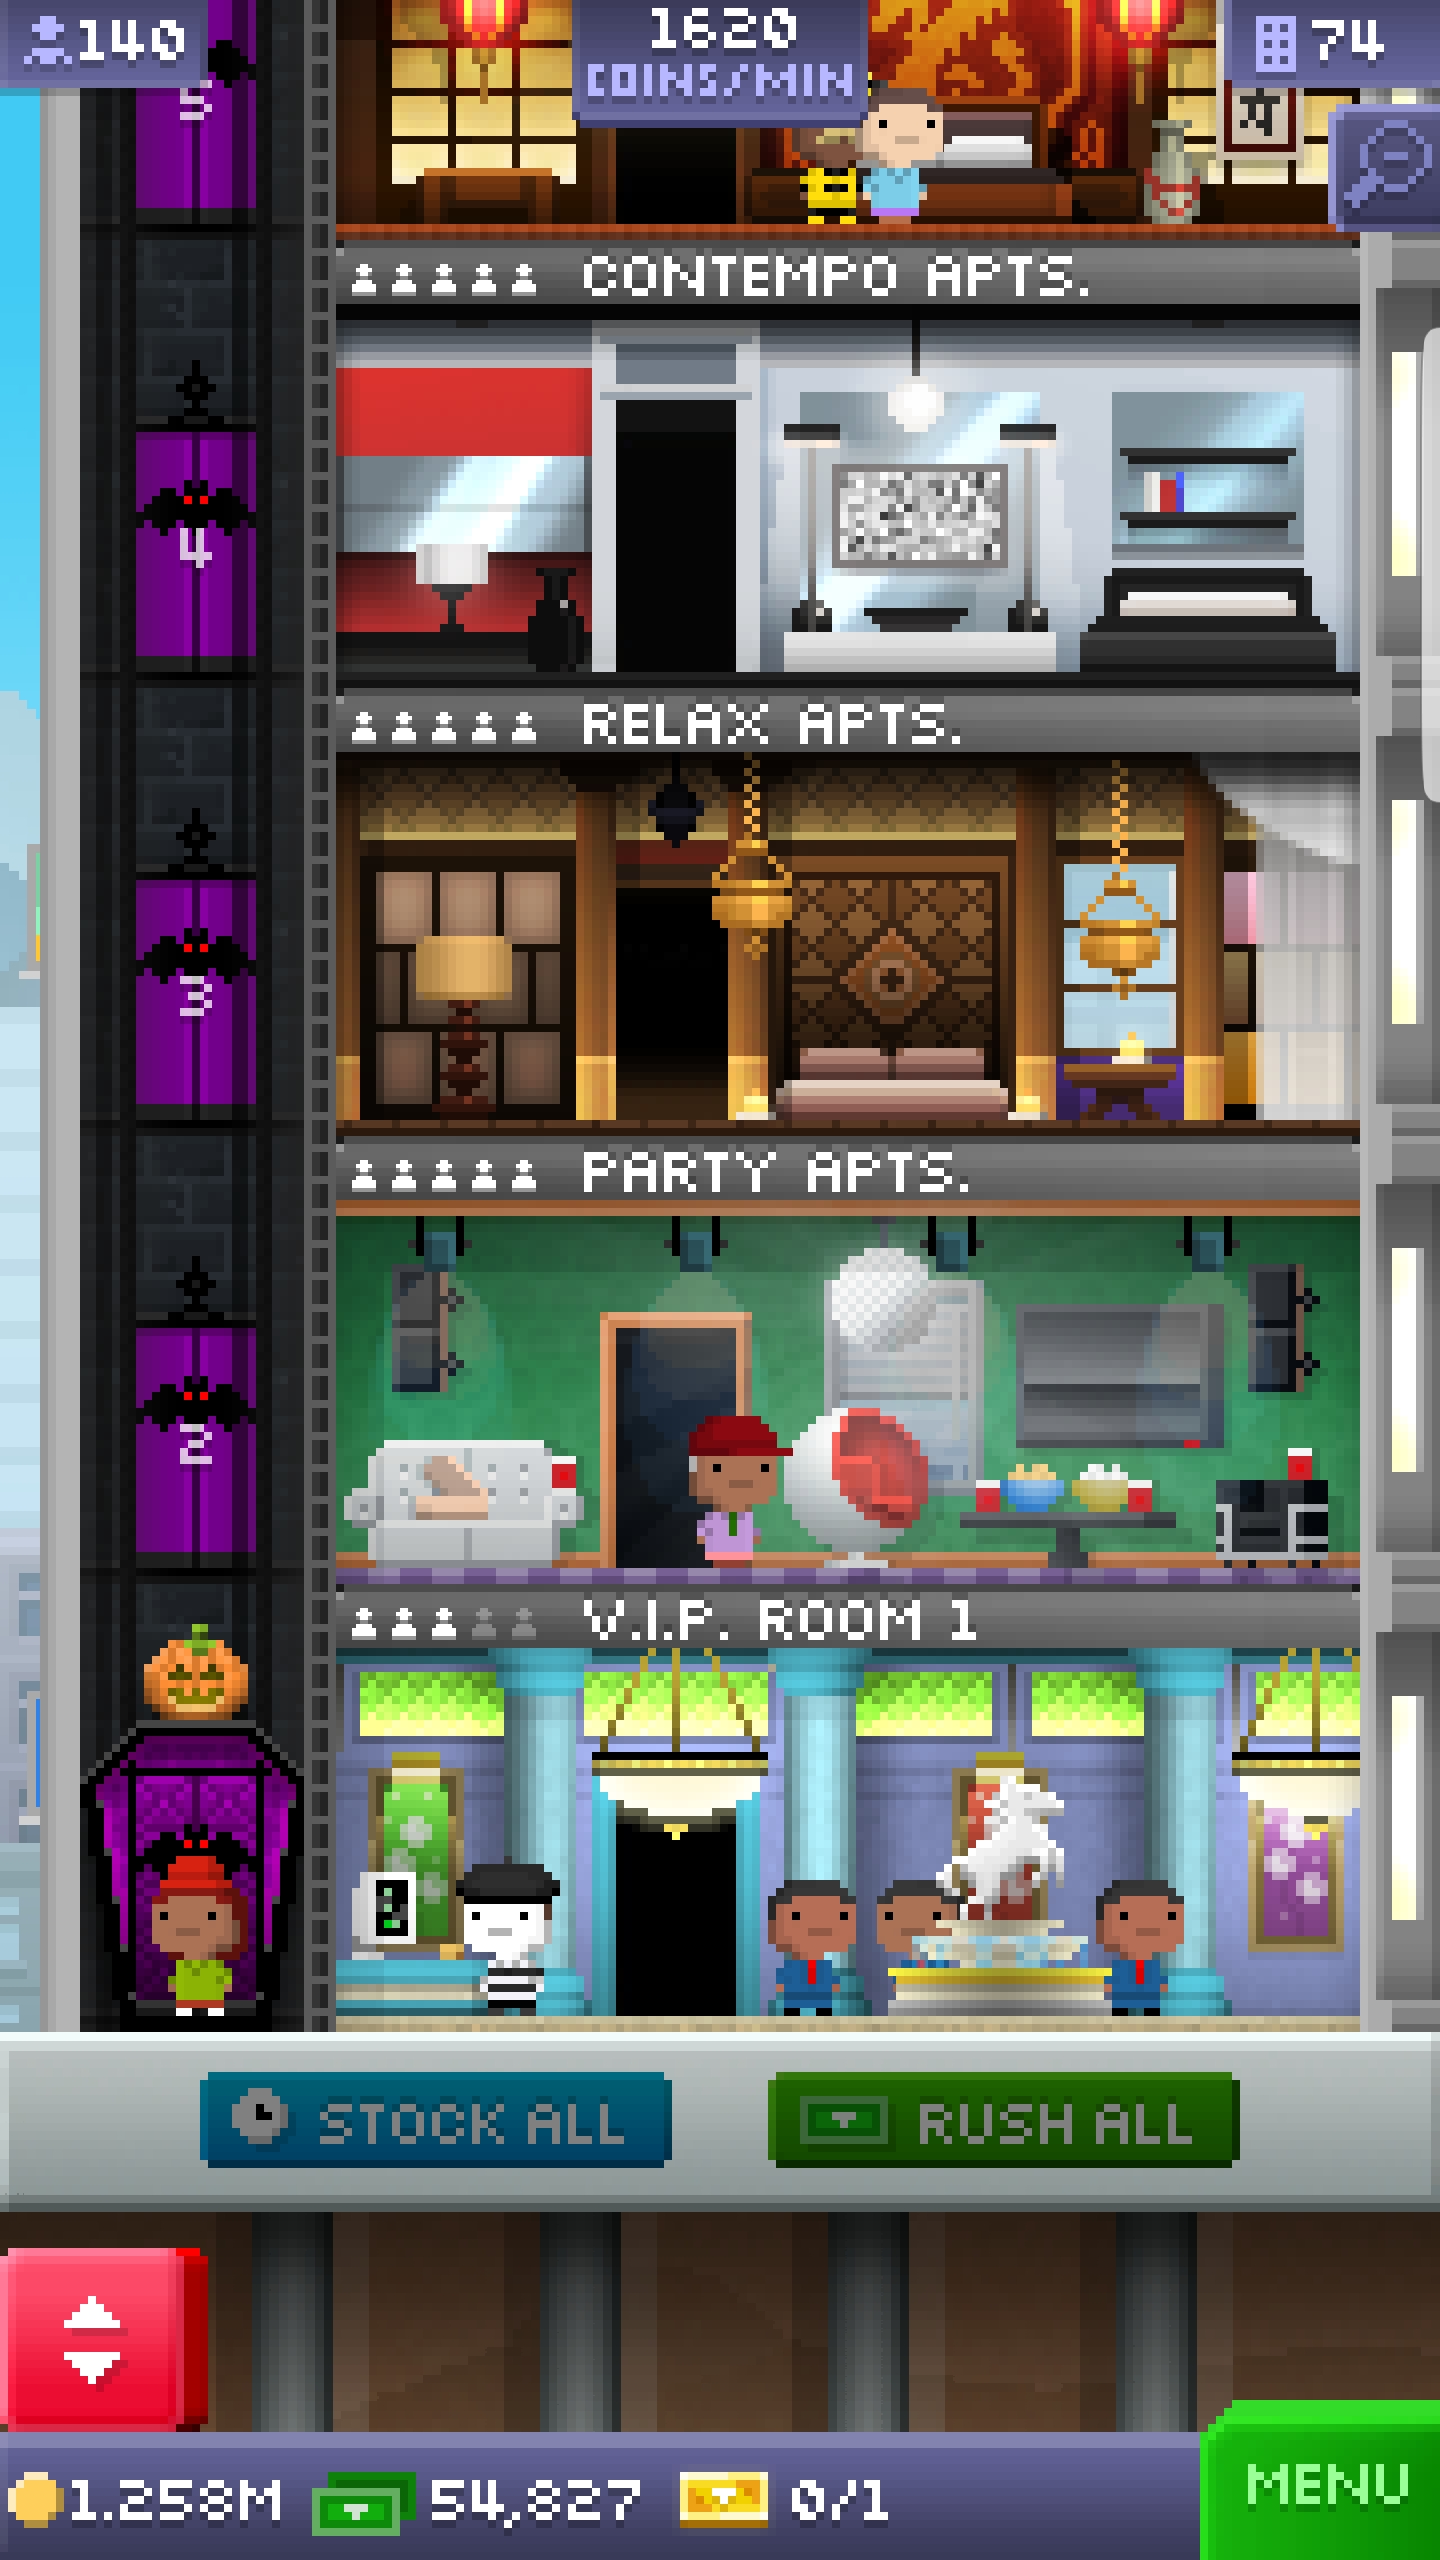 140
1620
COINS/MIN
74
5
CONTEMPO APTS.
4
RELAX APTS.
3
PARTY APTS.
2
V.I.P. ROOM 1
STOCK ALL
RUSH ALL
1.258M
54,827
0/1
MENU